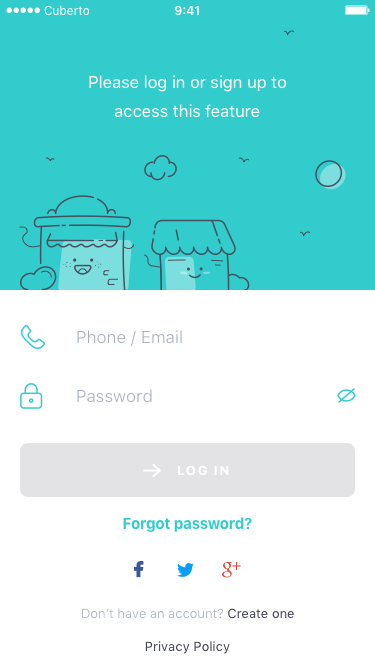 Cuberto 9:41
Please log in or sign up to
access this feature
Phone / Email
Password
LOG IN
Forgot password?
f g+
Don't have an account? Create one
Privacy Policy